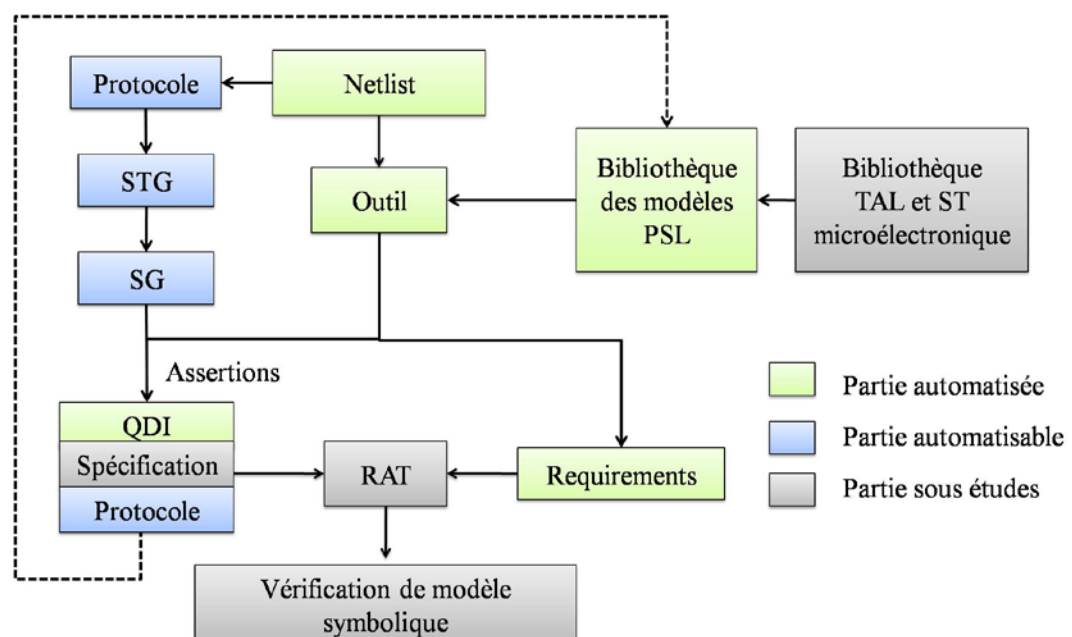 Protocole
Netlist
STG
Outil
Bibliothèque
des modèles
PSL
Bibliothèque
TAL et ST
microélectronique
SG
Assertions
QDI
Spécification
Protocole
RAT
Requirements
Vérification de modèle
symbolique
Partie automatisée
Partie automatisable
Partie sous études